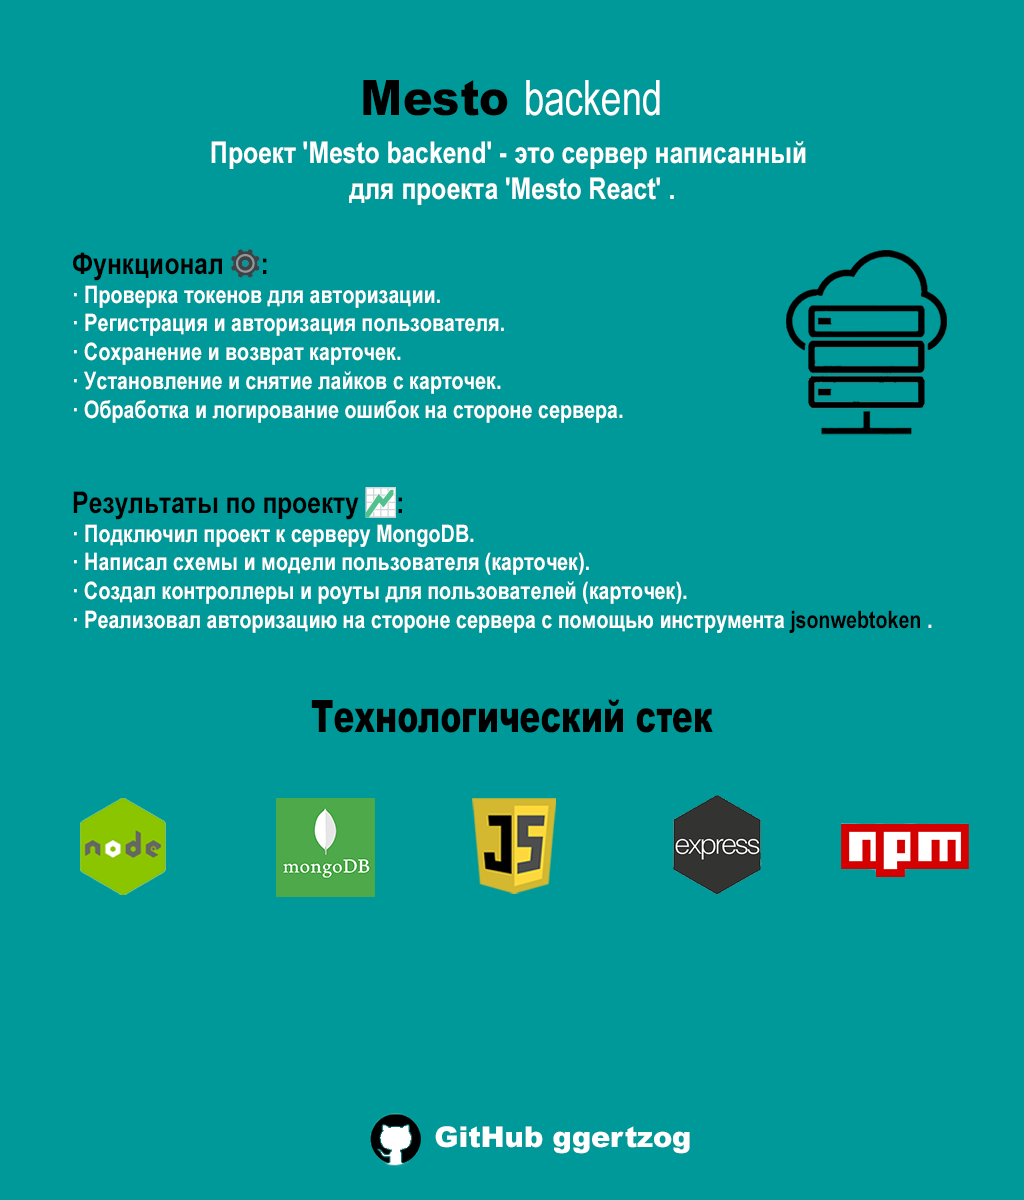 Mesto backend
Проект 'Mesto backend' - это сервер написанный
для проекта 'Mesto React' .
Функционал ⚙:
· Проверка токенов для авторизации.
· Регистрация и авторизация пользователя.
· Сохранение и возврат карточек.
· Установление и снятие лайков с карточек.
· Обработка и логирование ошибок на стороне сервера.
Результаты по проекту 💹:
· Подключил проект к серверу MongoDB.
· Написал схемы и модели пользователя (карточек).
· Создал контроллеры и роуты для пользователей (карточек).
· Реализовал авторизацию на стороне сервера с помощью инструмента jsonwebtoken .
Технологический стек
node
mongoDB
JS
express
npm
GitHub ggertzog